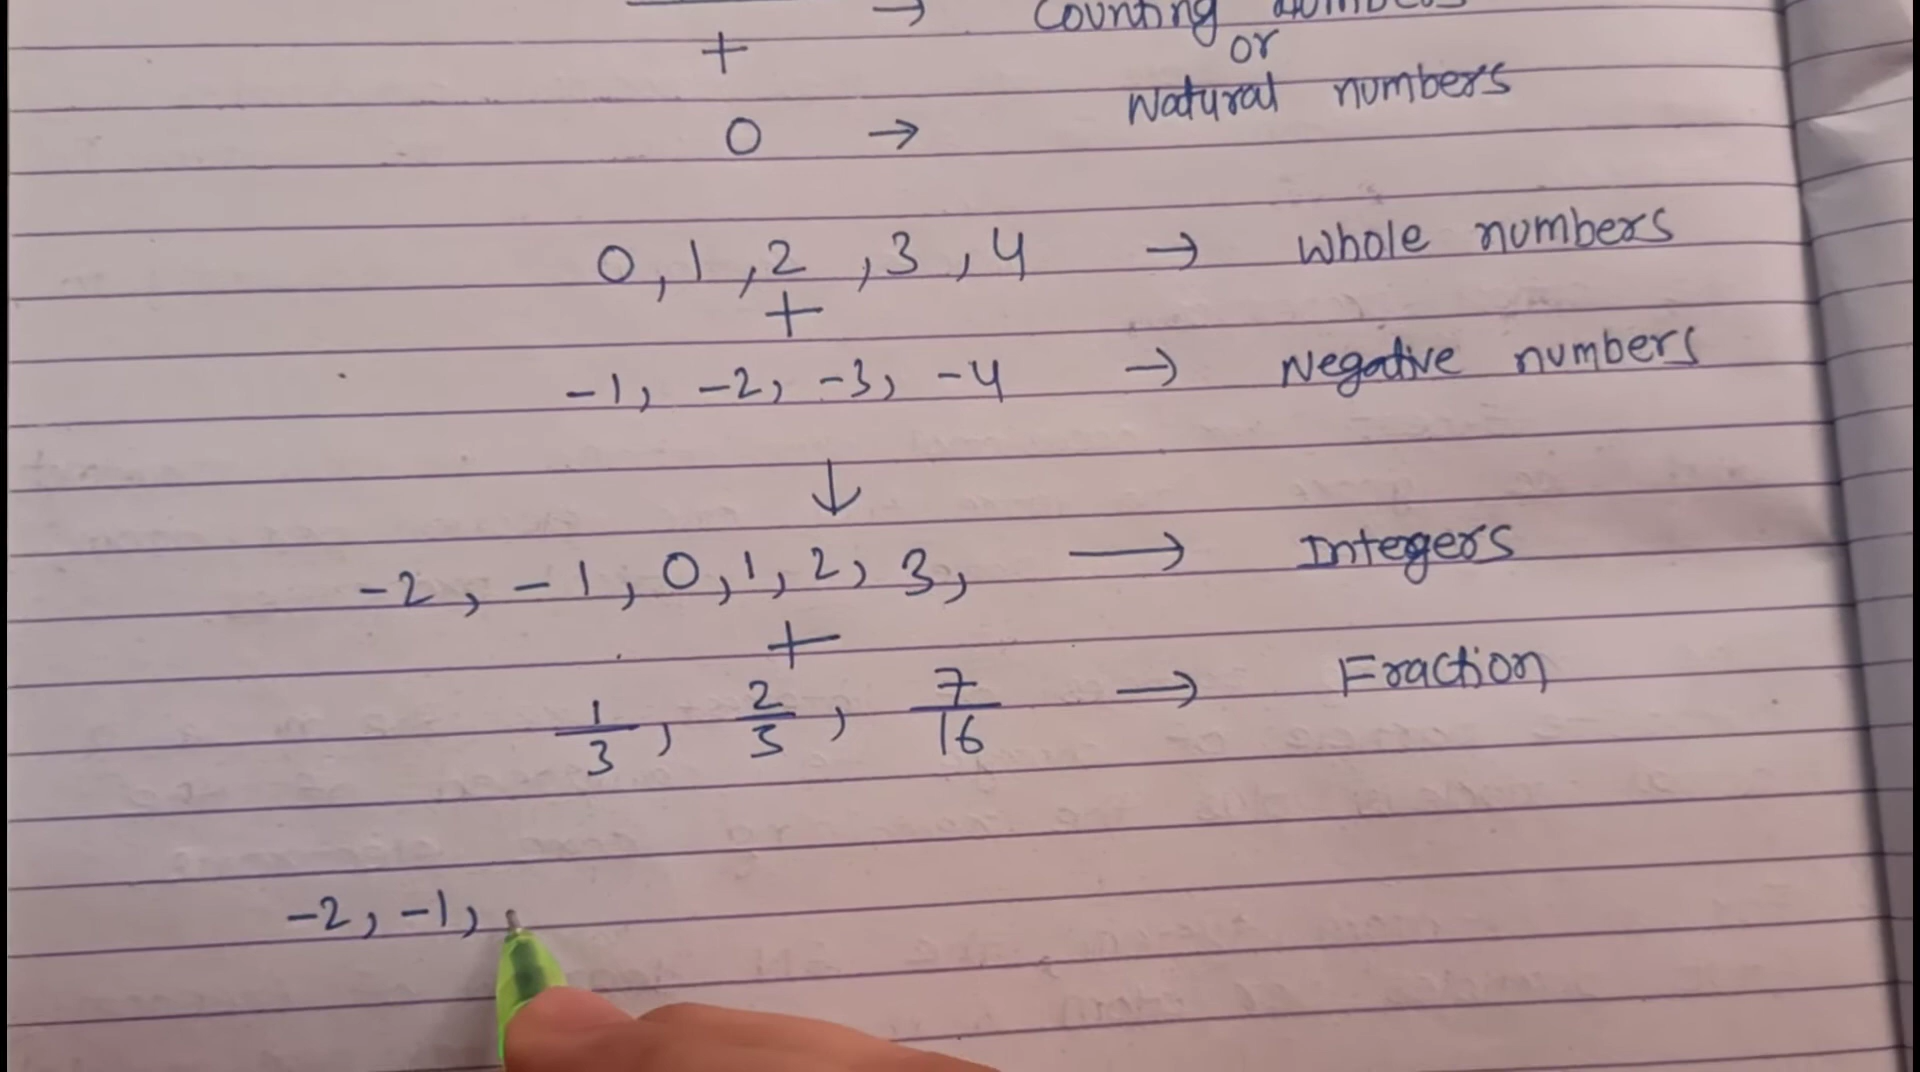 → Counting numbers
+ or
Natural numbers
0 →
0, 1, 2, 3, 4 → Whole numbers
+
-1, -2, -3, -4 → Negative numbers
↓
-2, -1, 0, 1, 2, 3, → Integers
+
1/3, 2/5, 7/16 → Fraction
-2, -1,